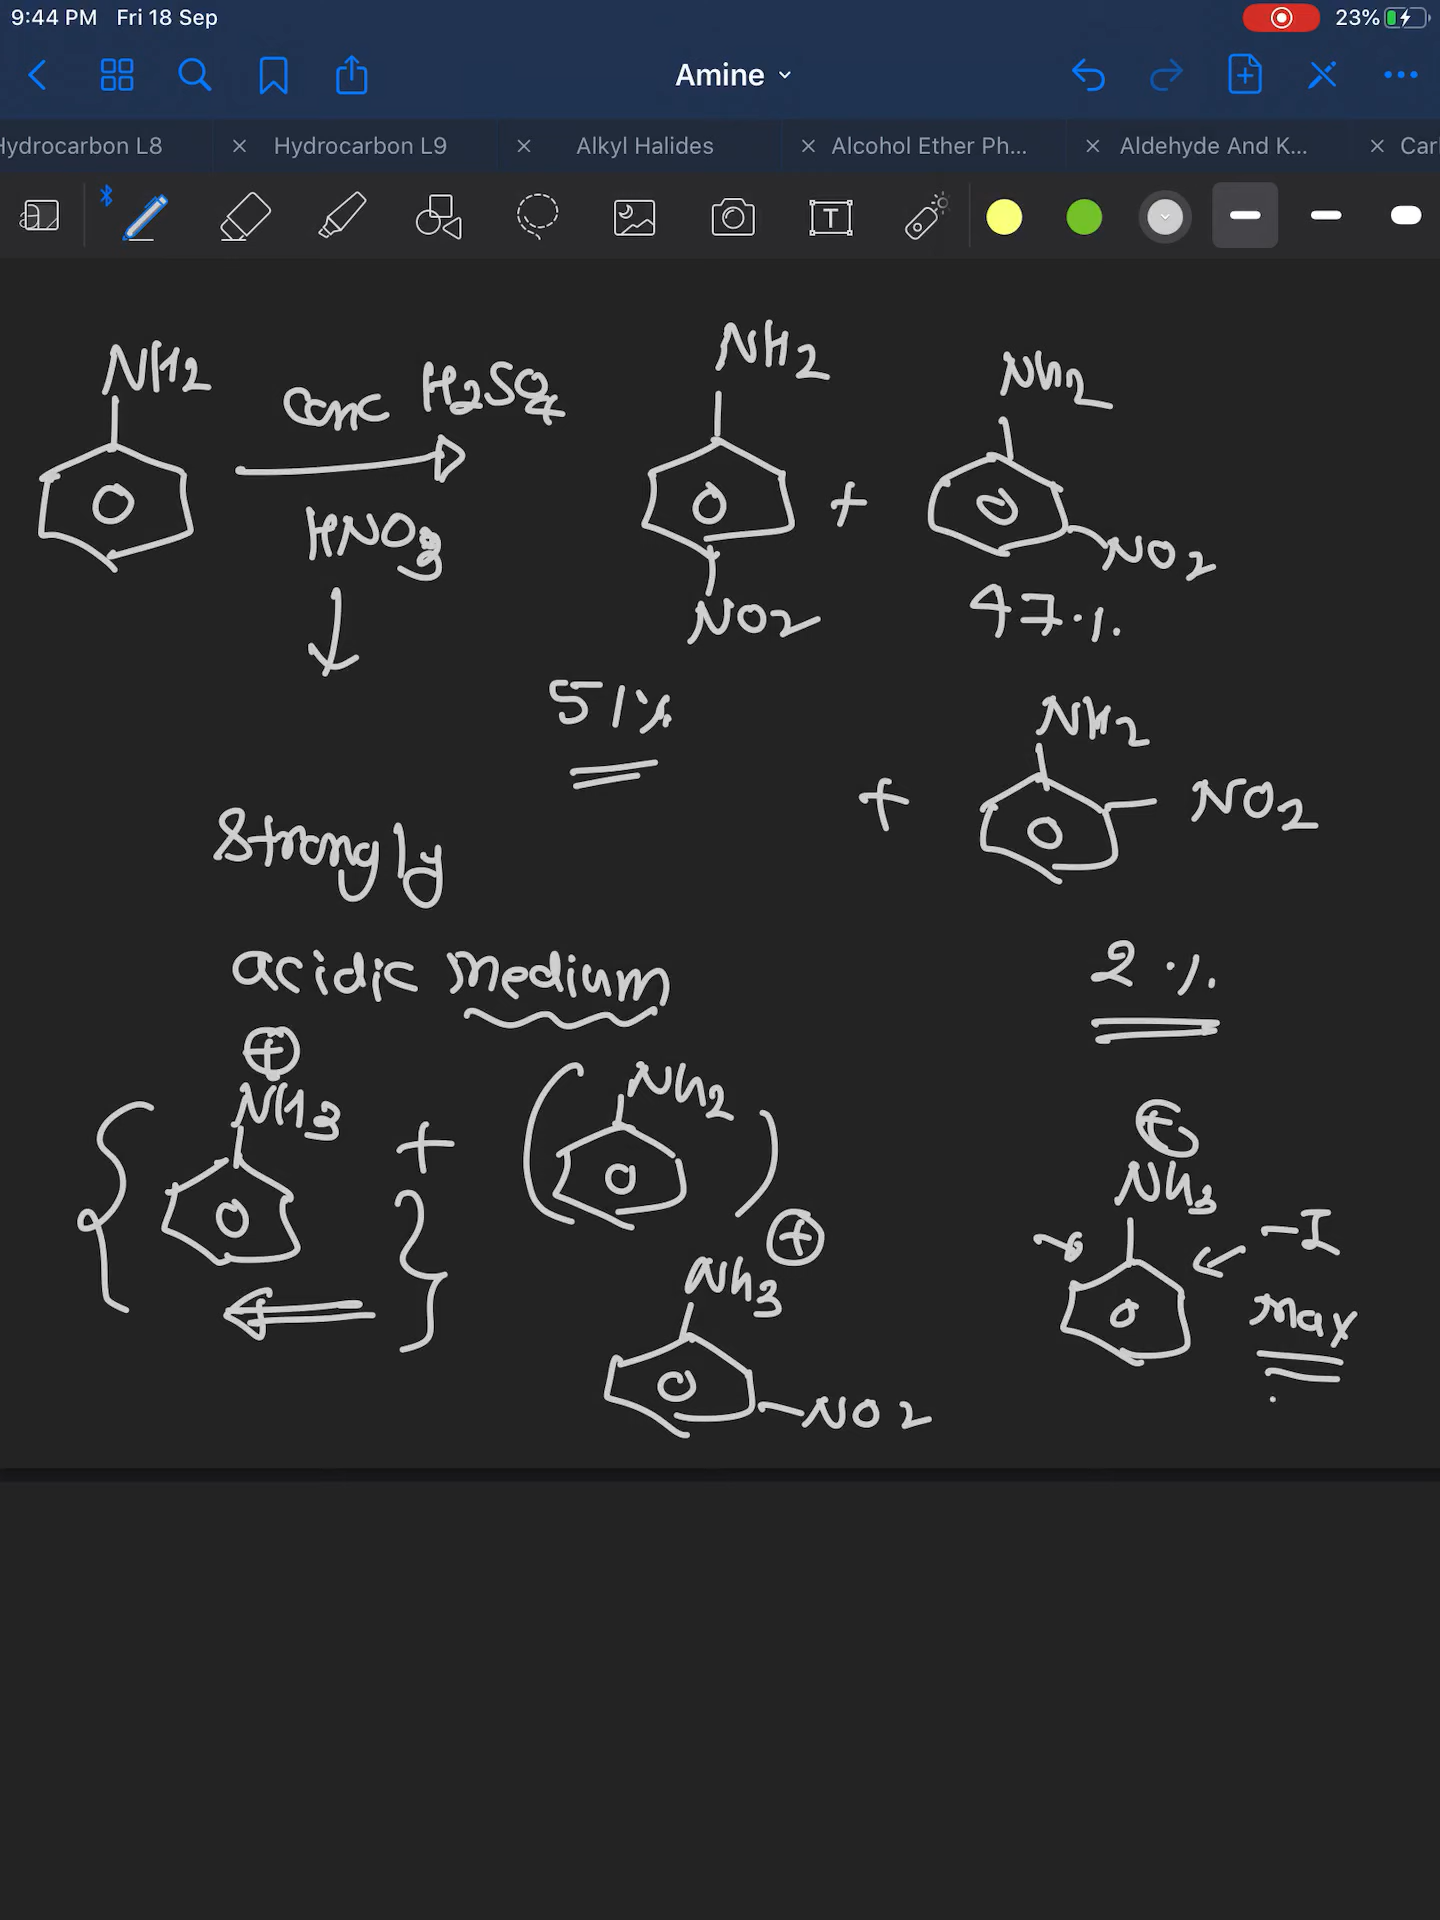 9:44 PM Fri 18 Sep 23%
Amine
Hydrocarbon L8 Hydrocarbon L9 Alkyl Halides Alcohol Ether Ph... Aldehyde And K... Car
T
NH2 conc H2SO4 NH2 Nh2
HNO3 + NO2
NO2 47%
51% NH2
+ NO2
Strongly
acidic medium 2%
⊕
NH3 + (Nh2) ⊕
Nh3 -I
⊕
Nh3 max
NO2